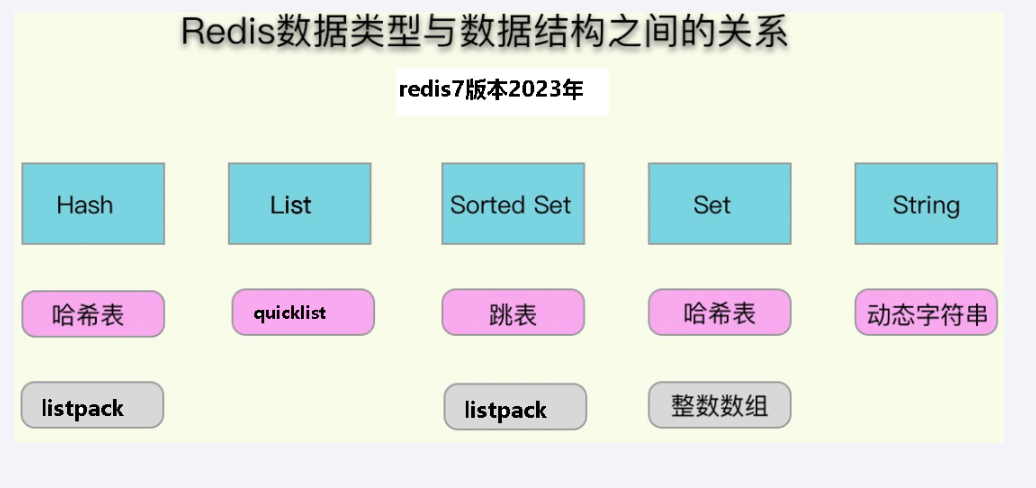 Redis数据类型与数据结构之间的关系
redis7版本2023年
Hash
List
Sorted Set
Set
String
哈希表
quicklist
跳表
哈希表
动态字符串
listpack
listpack
整数数组